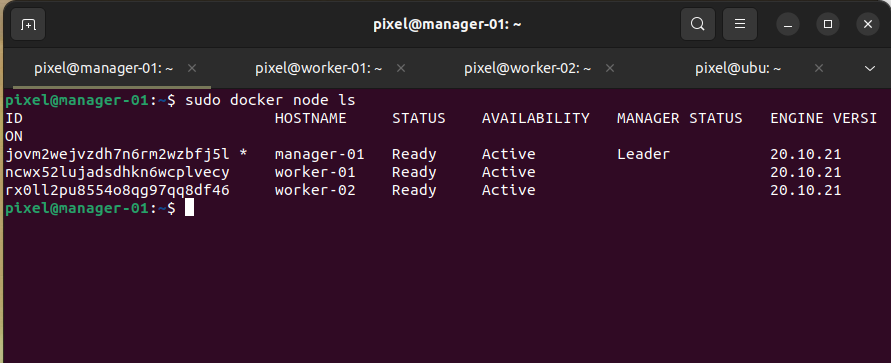 pixel@manager-01: ~
pixel@manager-01: ~ pixel@worker-01: ~ pixel@worker-02: ~ pixel@ubu: ~
pixel@manager-01:~$ sudo docker node ls
ID HOSTNAME STATUS AVAILABILITY MANAGER STATUS ENGINE VERSI
ON
jovm2wejvzdh7n6rm2wzbfj5l * manager-01 Ready Active Leader 20.10.21
ncwx52lujadsdhkn6wcplvecy worker-01 Ready Active 20.10.21
rx0ll2pu8554o8qg97qq8df46 worker-02 Ready Active 20.10.21
pixel@manager-01:~$